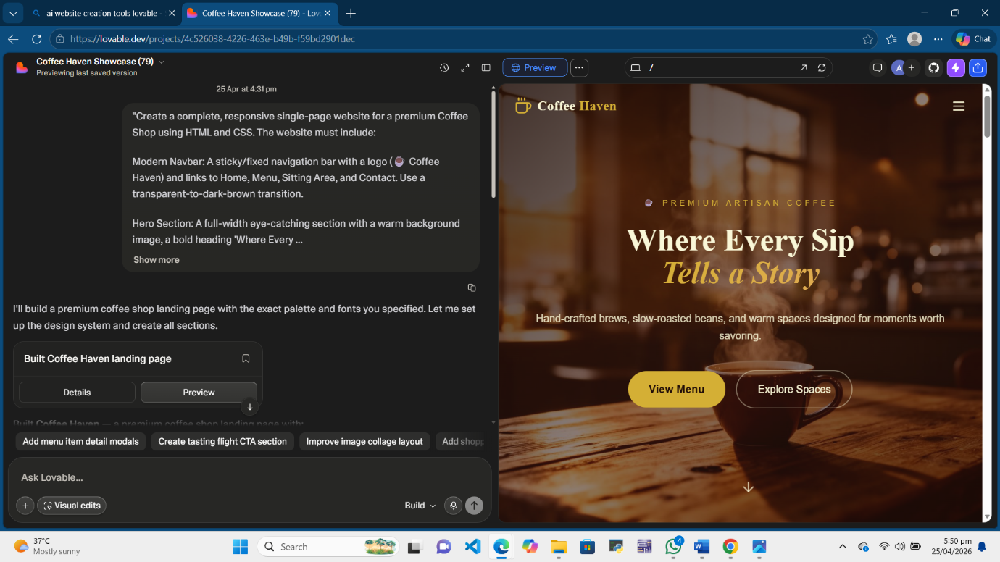 ai website creation tools lovable -
Coffee Haven Showcase (79) - Lov
https://lovable.dev/projects/4c526038-4226-463e-b49b-f59bd2901dec
Chat
Coffee Haven Showcase (79)
Previewing last saved version
Preview
/
A
25 Apr at 4:31 pm
"Create a complete, responsive single-page website for a premium Coffee
Shop using HTML and CSS. The website must include:
Modern Navbar: A sticky/fixed navigation bar with a logo (☕ Coffee
Haven) and links to Home, Menu, Sitting Area, and Contact. Use a
transparent-to-dark-brown transition.
Hero Section: A full-width eye-catching section with a warm background
image, a bold heading 'Where Every ...
Show more
I'll build a premium coffee shop landing page with the exact palette and fonts you specified. Let me set
up the design system and create all sections.
Built Coffee Haven landing page
Details
Preview
Built Coffee Haven — a premium coffee shop landing page with:
Add menu item detail modals
Create tasting flight CTA section
Improve image collage layout
Add shopp
Ask Lovable...
Visual edits
Build
Coffee Haven
☕ PREMIUM ARTISAN COFFEE
Where Every Sip
Tells a Story
Hand-crafted brews, slow-roasted beans, and warm spaces designed for moments worth
savoring.
View Menu
Explore Spaces
37°C
Mostly sunny
Search
4
5:50 pm
25/04/2026